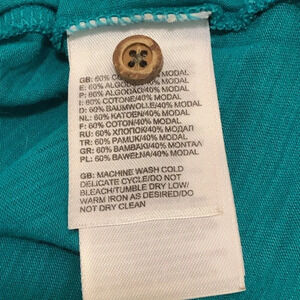 GB: 60% COTTON/40% MODAL
E: 60% ALGODÓN/40% MODAL
P: 60% ALGODÃO/40% MODAL
I: 60% COTONE/40% MODAL
D: 60% BAUMWOLLE/40% MODAL
NL: 60% KATOEN/40% MODAL
F: 60% COTON/40% MODAL
RU: 60% ХЛОПОК/40% МОДАЛ
TR: 60% PAMUK/40% MODAL
GR: 60% BAMBAKI/40% ΜΟΝΤΑΛ
PL: 60% BAWEŁNA/40% MODAL
GB: MACHINE WASH COLD
DELICATE CYCLE/DO NOT
BLEACH/TUMBLE DRY LOW/
WARM IRON AS DESIRED/DO
NOT DRY CLEAN